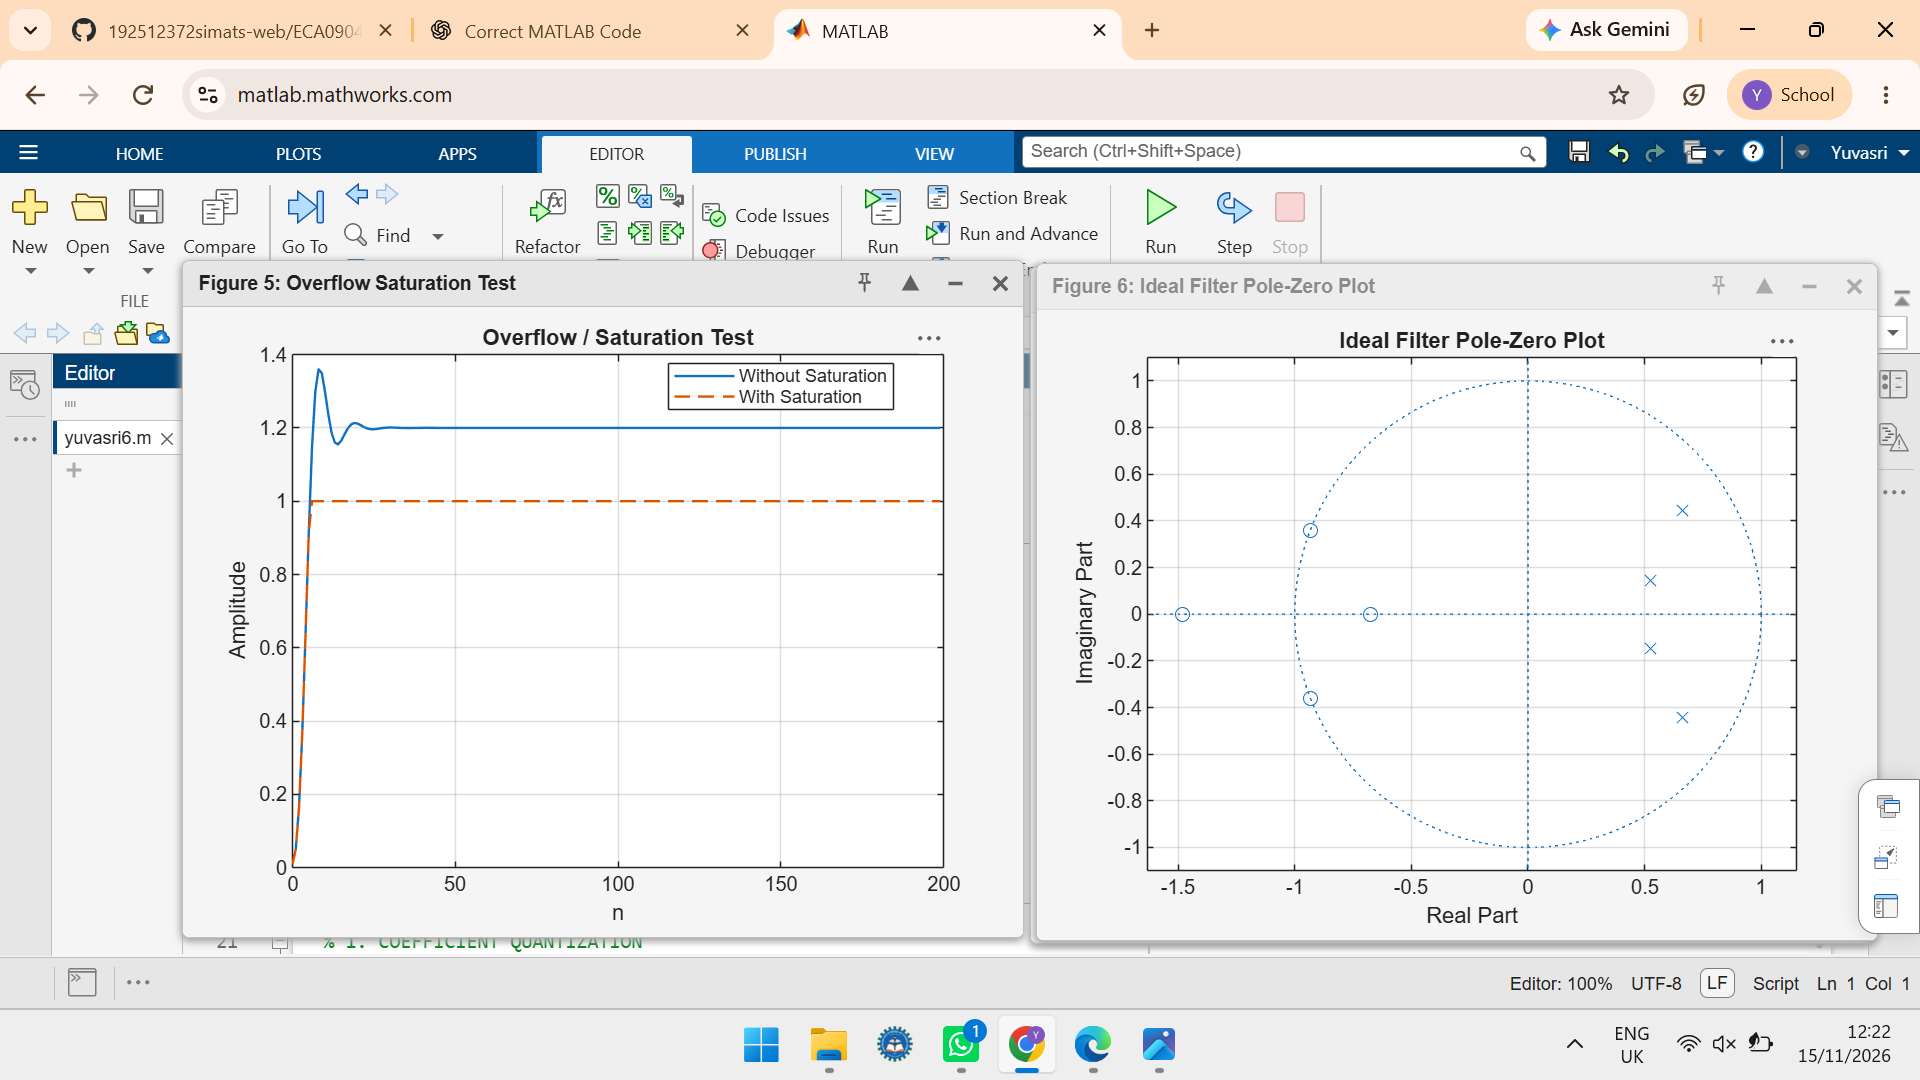 192512372simats-web/ECA0904
Correct MATLAB Code
MATLAB
Ask Gemini
matlab.mathworks.com
Y School
HOME PLOTS APPS EDITOR PUBLISH VIEW
Search (Ctrl+Shift+Space)
Yuvasri
New Open Save Compare Go To Find Refactor
Code Issues
Debugger
Run
Section Break
Run and Advance
Run Step Stop
FILE
Figure 5: Overflow Saturation Test
Figure 6: Ideal Filter Pole-Zero Plot
Editor
yuvasri6.m
Overflow / Saturation Test
Without Saturation
With Saturation
Amplitude
1.4
1.2
1
0.8
0.6
0.4
0.2
0
0 50 100 150 200
n
Ideal Filter Pole-Zero Plot
Imaginary Part
1
0.8
0.6
0.4
0.2
0
-0.2
-0.4
-0.6
-0.8
-1
-1.5 -1 -0.5 0 0.5 1
Real Part
21 % 1. COEFFICIENT QUANTIZATION
Editor: 100% UTF-8 LF Script Ln 1 Col 1
1
Y
ENG
UK
12:22
15/11/2026